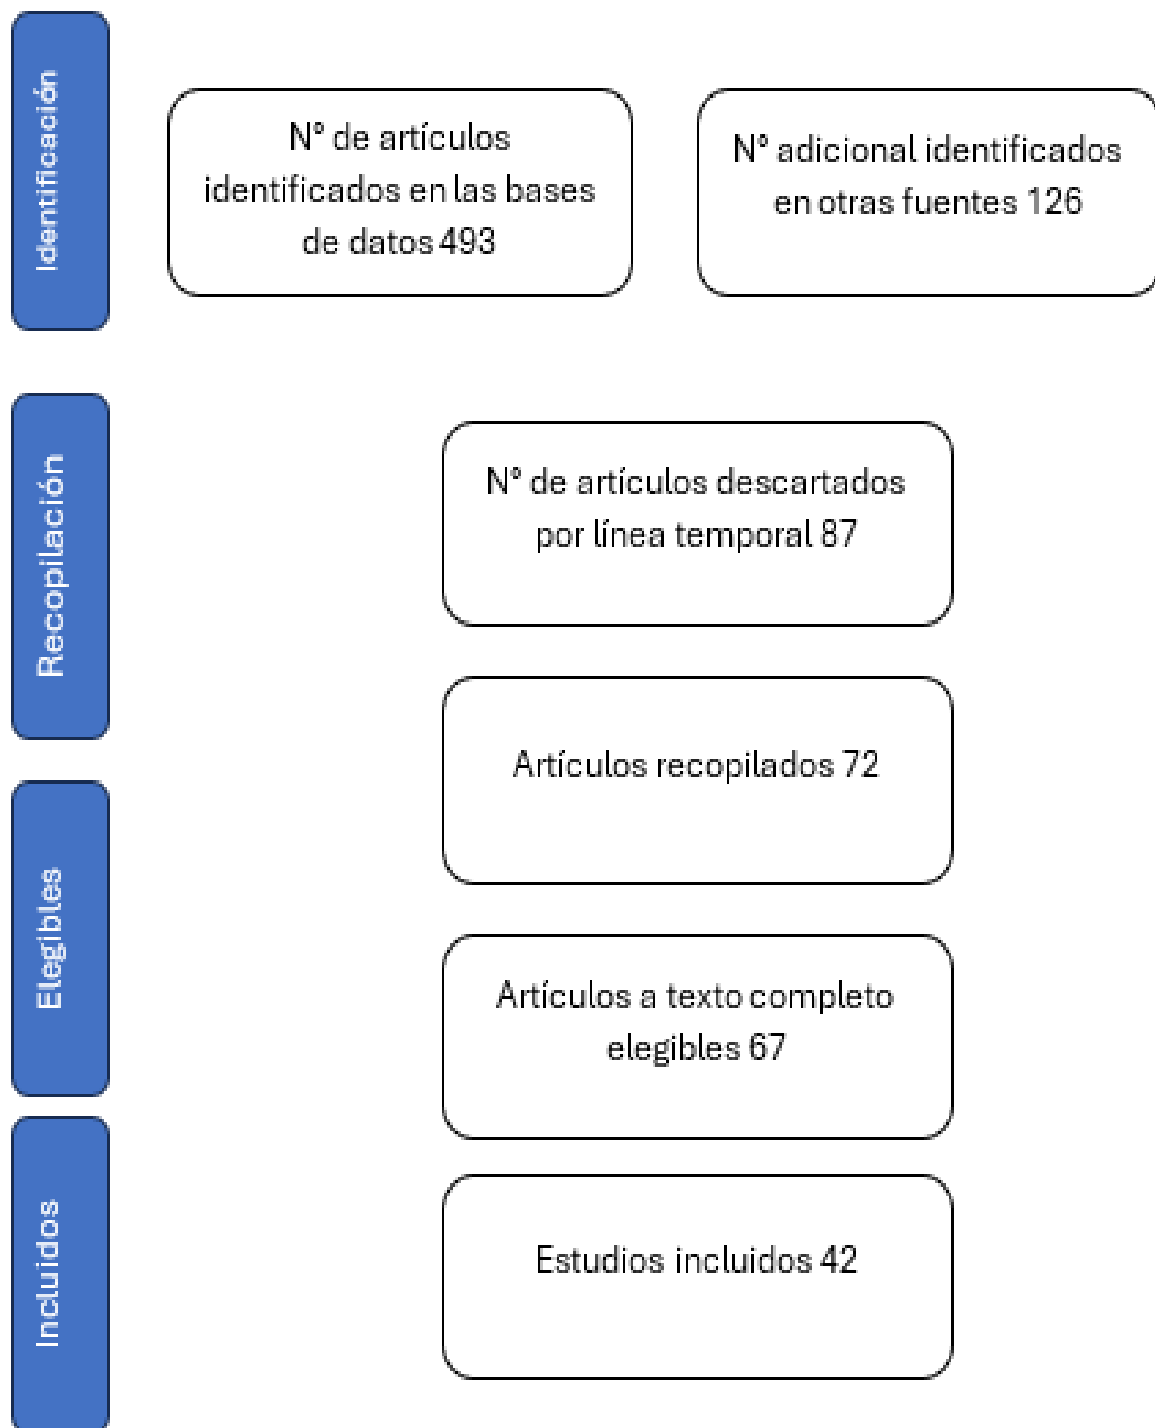 Identificación
N° de artículos
identificados en las bases
de datos 493
N° adicional identificados
en otras fuentes 126
Recopilación
N° de artículos descartados
por línea temporal 87
Artículos recopilados 72
Elegibles
Artículos a texto completo
elegibles 67
Incluidos
Estudios incluidos 42